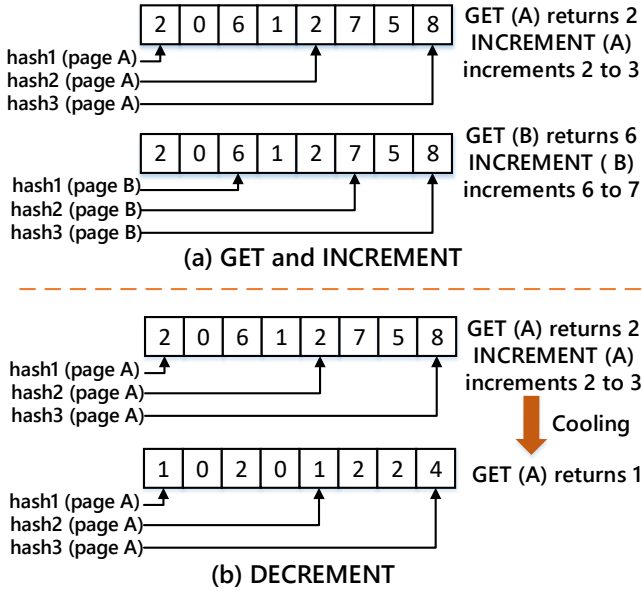 2 0 6 1 2 7 5 8
GET (A) returns 2
INCREMENT (A)
increments 2 to 3
hash1 (page A)
hash2 (page A)
hash3 (page A)
2 0 6 1 2 7 5 8
GET (B) returns 6
INCREMENT ( B)
increments 6 to 7
hash1 (page B)
hash2 (page B)
hash3 (page B)
(a) GET and INCREMENT
2 0 6 1 2 7 5 8
GET (A) returns 2
INCREMENT (A)
increments 2 to 3
hash1 (page A)
hash2 (page A)
hash3 (page A)
Cooling
1 0 2 0 1 2 2 4
GET (A) returns 1
hash1 (page A)
hash2 (page A)
hash3 (page A)
(b) DECREMENT